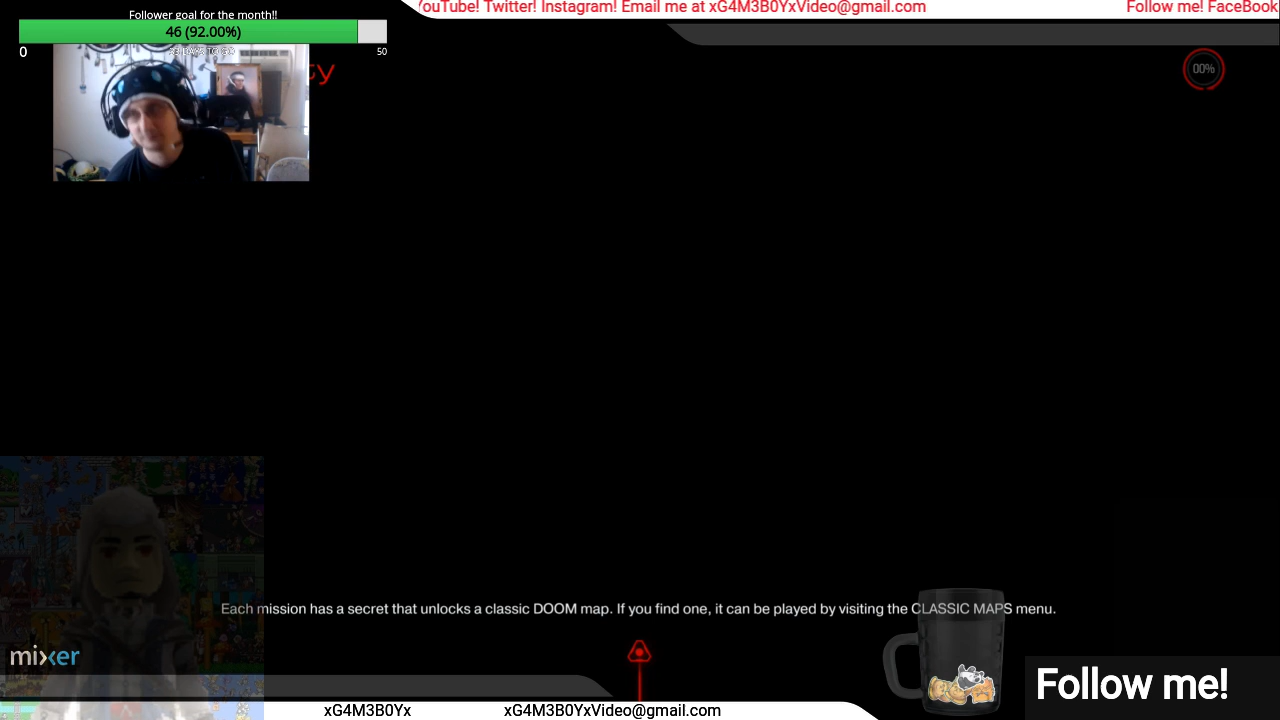 Follower goal for the month!!
46 (92.00%)
0
50
YouTube! Twitter! Instagram! Email me at xG4M3B0YxVideo@gmail.com
Follow me! FaceBook
00%
Each mission has a secret that unlocks a classic DOOM map. If you find one, it can be played by visiting the CLASSIC MAPS menu.
mixer
Follow me!
xG4M3B0Yx
xG4M3B0YxVideo@gmail.com